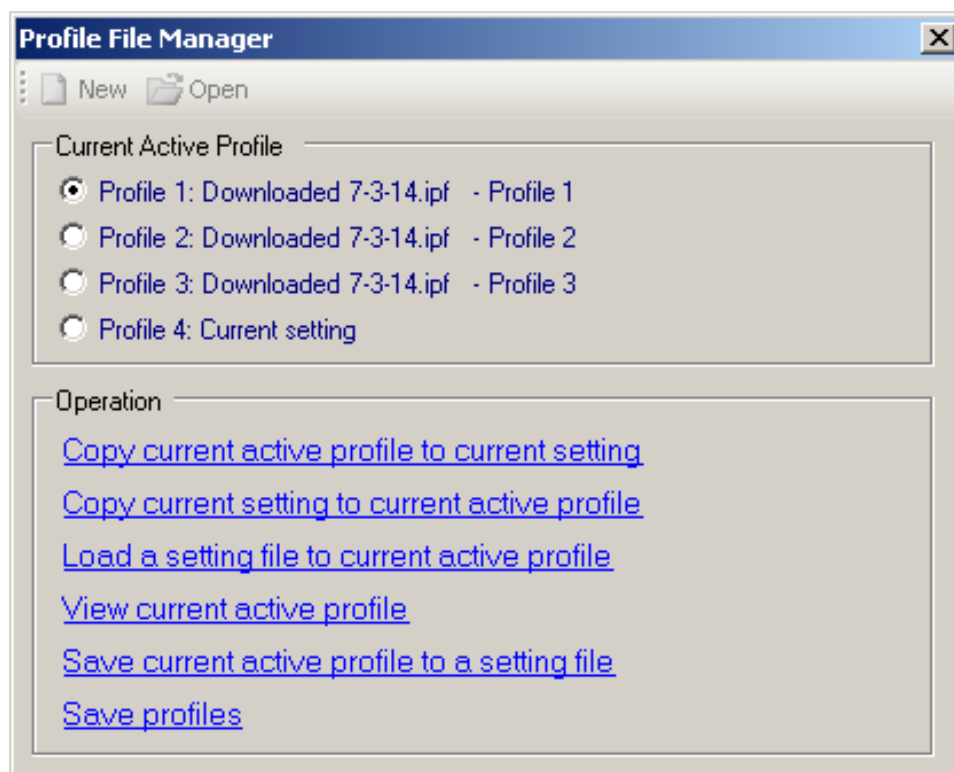 Profile File Manager
New Open
Current Active Profile
Profile 1: Downloaded 7-3-14.ipf - Profile 1
Profile 2: Downloaded 7-3-14.ipf - Profile 2
Profile 3: Downloaded 7-3-14.ipf - Profile 3
Profile 4: Current setting
Operation
Copy current active profile to current setting
Copy current setting to current active profile
Load a setting file to current active profile
View current active profile
Save current active profile to a setting file
Save profiles